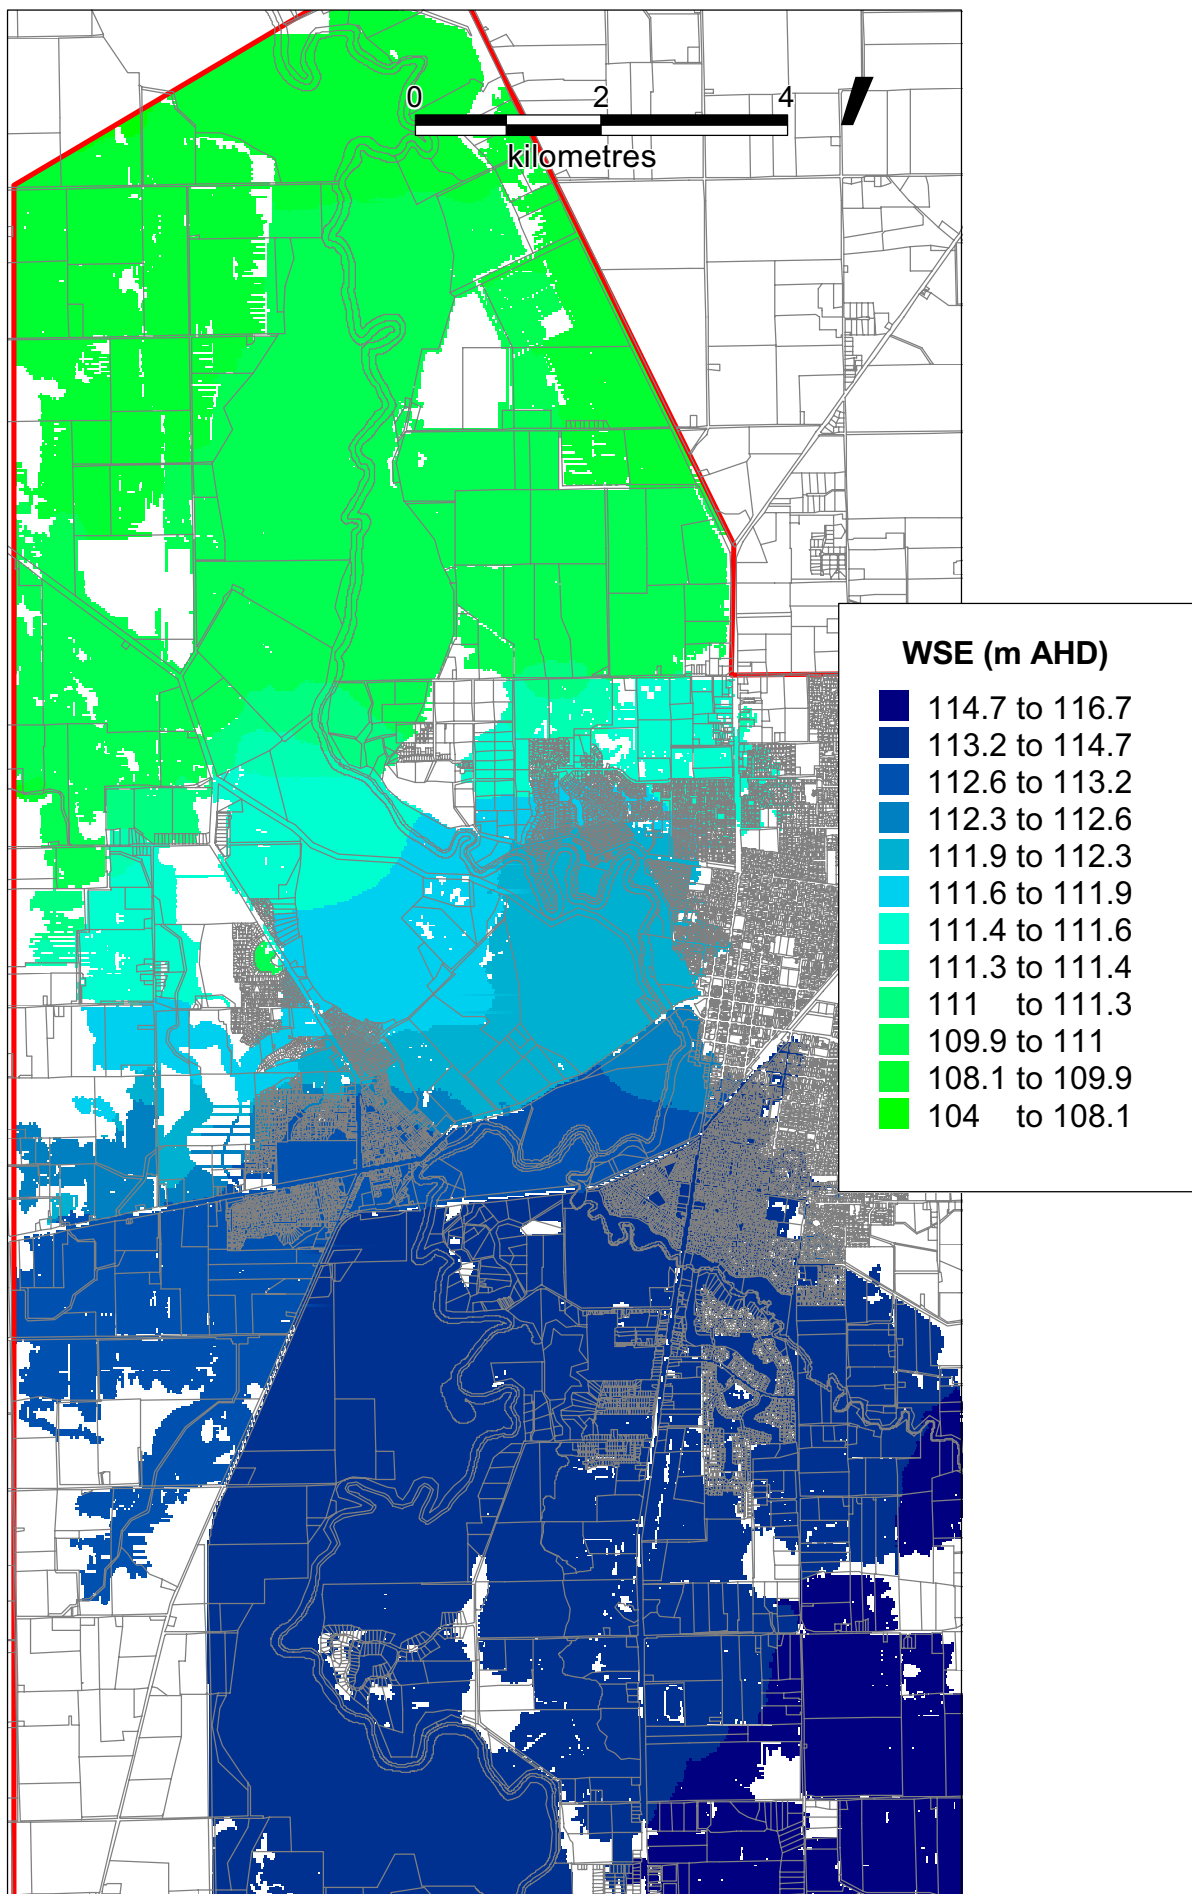 0 2 4
kilometres
WSE (m AHD)
114.7 to 116.7
113.2 to 114.7
112.6 to 113.2
112.3 to 112.6
111.9 to 112.3
111.6 to 111.9
111.4 to 111.6
111.3 to 111.4
111 to 111.3
109.9 to 111
108.1 to 109.9
104 to 108.1